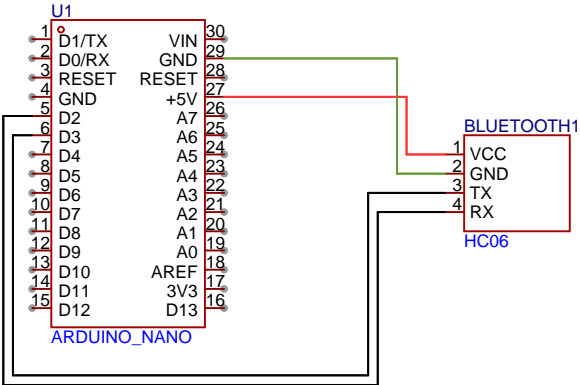 U1
1 D1/TX VIN 30
2 D0/RX GND 29
3 RESET RESET 28
4 GND +5V 27
5 D2 A7 26
6 D3 A6 25
7 D4 A5 24
8 D5 A4 23
9 D6 A3 22
10 D7 A2 21
11 D8 A1 20
12 D9 A0 19
13 D10 AREF 18
14 D11 3V3 17
15 D12 D13 16
ARDUINO_NANO
BLUETOOTH1
1 VCC
2 GND
3 TX
4 RX
HC06